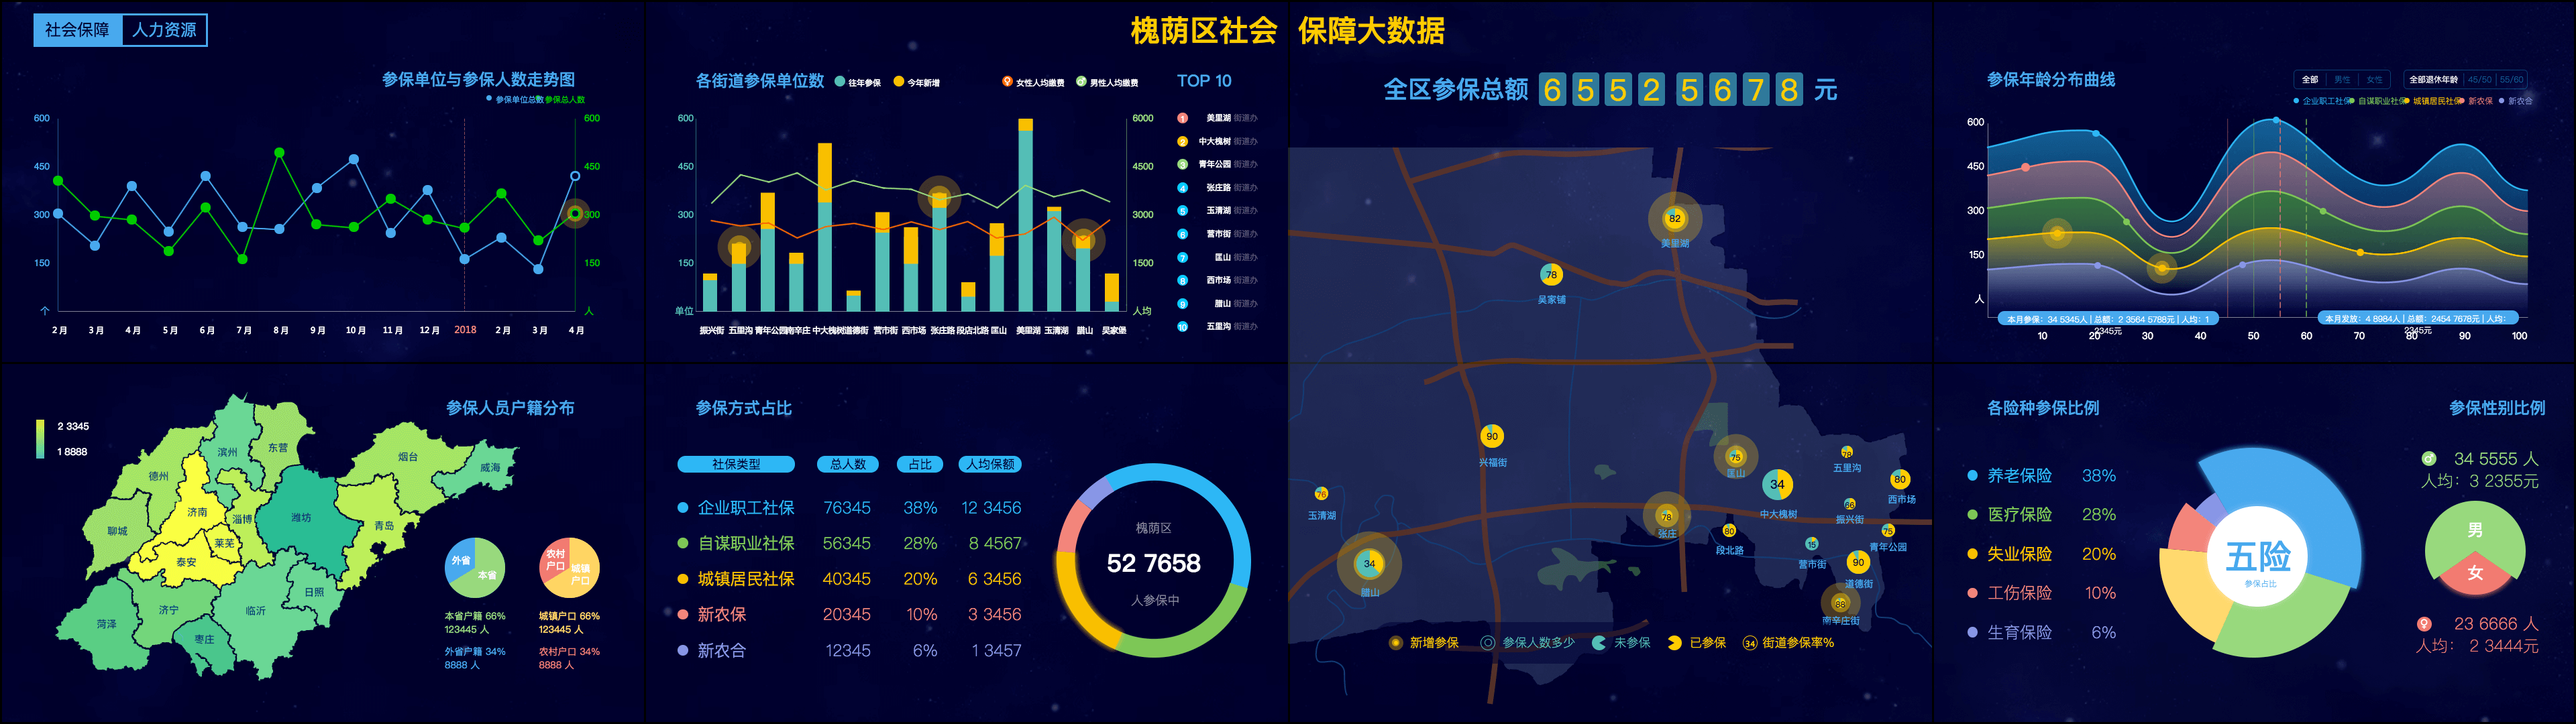 社会保障 人力资源
槐荫区社会 保障大数据
参保单位与参保人数走势图
参保单位总数 参保总人数
600 600
450 450
300 300
150 150
个 人
2月 3月 4月 5月 6月 7月 8月 9月 10月 11月 12月 2018 2月 3月 4月
各街道参保单位数 往年参保 今年新增 女性人均缴费 男性人均缴费
600 6000
450 4500
300 3000
150 1500
单位 人均
振兴街 五里沟 青年公园 南辛庄 中大槐树 道德街 营市街 西市场 张庄路 段店北路 匡山 美里湖 玉清湖 腊山 吴家堡
TOP 10
1 美里湖 街道办
2 中大槐树 街道办
3 青年公园 街道办
4 张庄路 街道办
5 玉清湖 街道办
6 营市街 街道办
7 匡山 街道办
8 西市场 街道办
9 腊山 街道办
10 五里沟 街道办
全区参保总额 6 5 5 2 5 6 7 8 元
82
美里湖
78
吴家铺
90
兴福街
76
玉清湖
34
腊山
75
匡山
34
中大槐树
78
张庄
80
段北路
78
五里沟
80
西市场
96
振兴街
75
青年公园
15
营市街
90
道德街
88
南辛庄街
新增参保 参保人数多少 未参保 已参保 34 街道参保率%
参保年龄分布曲线
全部 男性 女性 全部退休年龄 45/50 55/60
企业职工社保 自谋职业社保 城镇居民社保 新农保 新农合
600
450
300
150
人
本月参保：34 5345人 | 总额：2 3564 5788元 | 人均：1
2345元
本月发放：4 8984人 | 总额：2454 7678元 | 人均：
2345元
10 20 30 40 50 60 70 80 90 100
参保人员户籍分布
2 3345
1 8888
滨州
东营
德州
烟台
威海
济南
聊城
淄博
潍坊
青岛
莱芜
泰安
日照
济宁
临沂
菏泽
枣庄
外省
本省
农村
户口
城镇
户口
本省户籍 66%
123445 人
外省户籍 34%
8888 人
城镇户口 66%
123445 人
农村户口 34%
8888 人
参保方式占比
社保类型 总人数 占比 人均保额
企业职工社保 76345 38% 12 3456
自谋职业社保 56345 28% 8 4567
城镇居民社保 40345 20% 6 3456
新农保 20345 10% 3 3456
新农合 12345 6% 1 3457
槐荫区
52 7658
人参保中
各险种参保比例
养老保险 38%
医疗保险 28%
失业保险 20%
工伤保险 10%
生育保险 6%
五险
参保占比
参保性别比例
34 5555 人
人均：3 2355元
男
女
23 6666 人
人均： 2 3444元